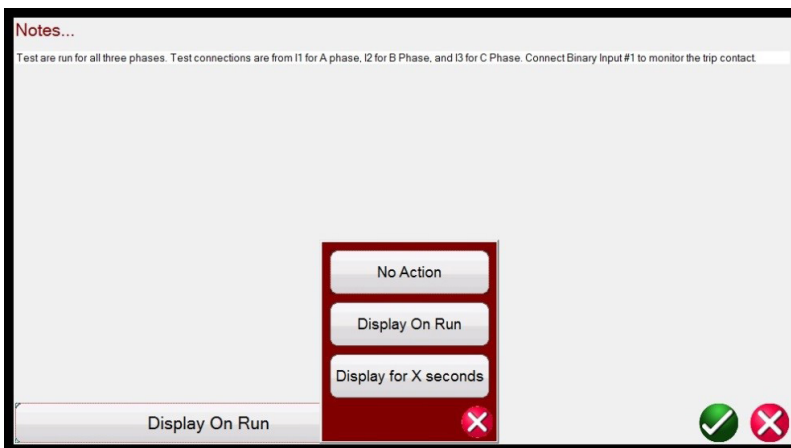 Notes...
Test are run for all three phases. Test connections are from I1 for A phase, I2 for B Phase, and I3 for C Phase. Connect Binary Input #1 to monitor the trip contact.
No Action
Display On Run
Display for X seconds
Display On Run